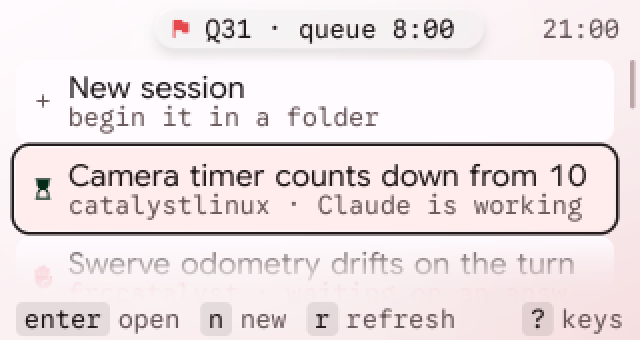 Q31 · queue 8:00
21:00
+ New session
begin it in a folder
Camera timer counts down from 10
catalystlinux · Claude is working
Swerve odometry drifts on the turn
enter open n new r refresh ? keys